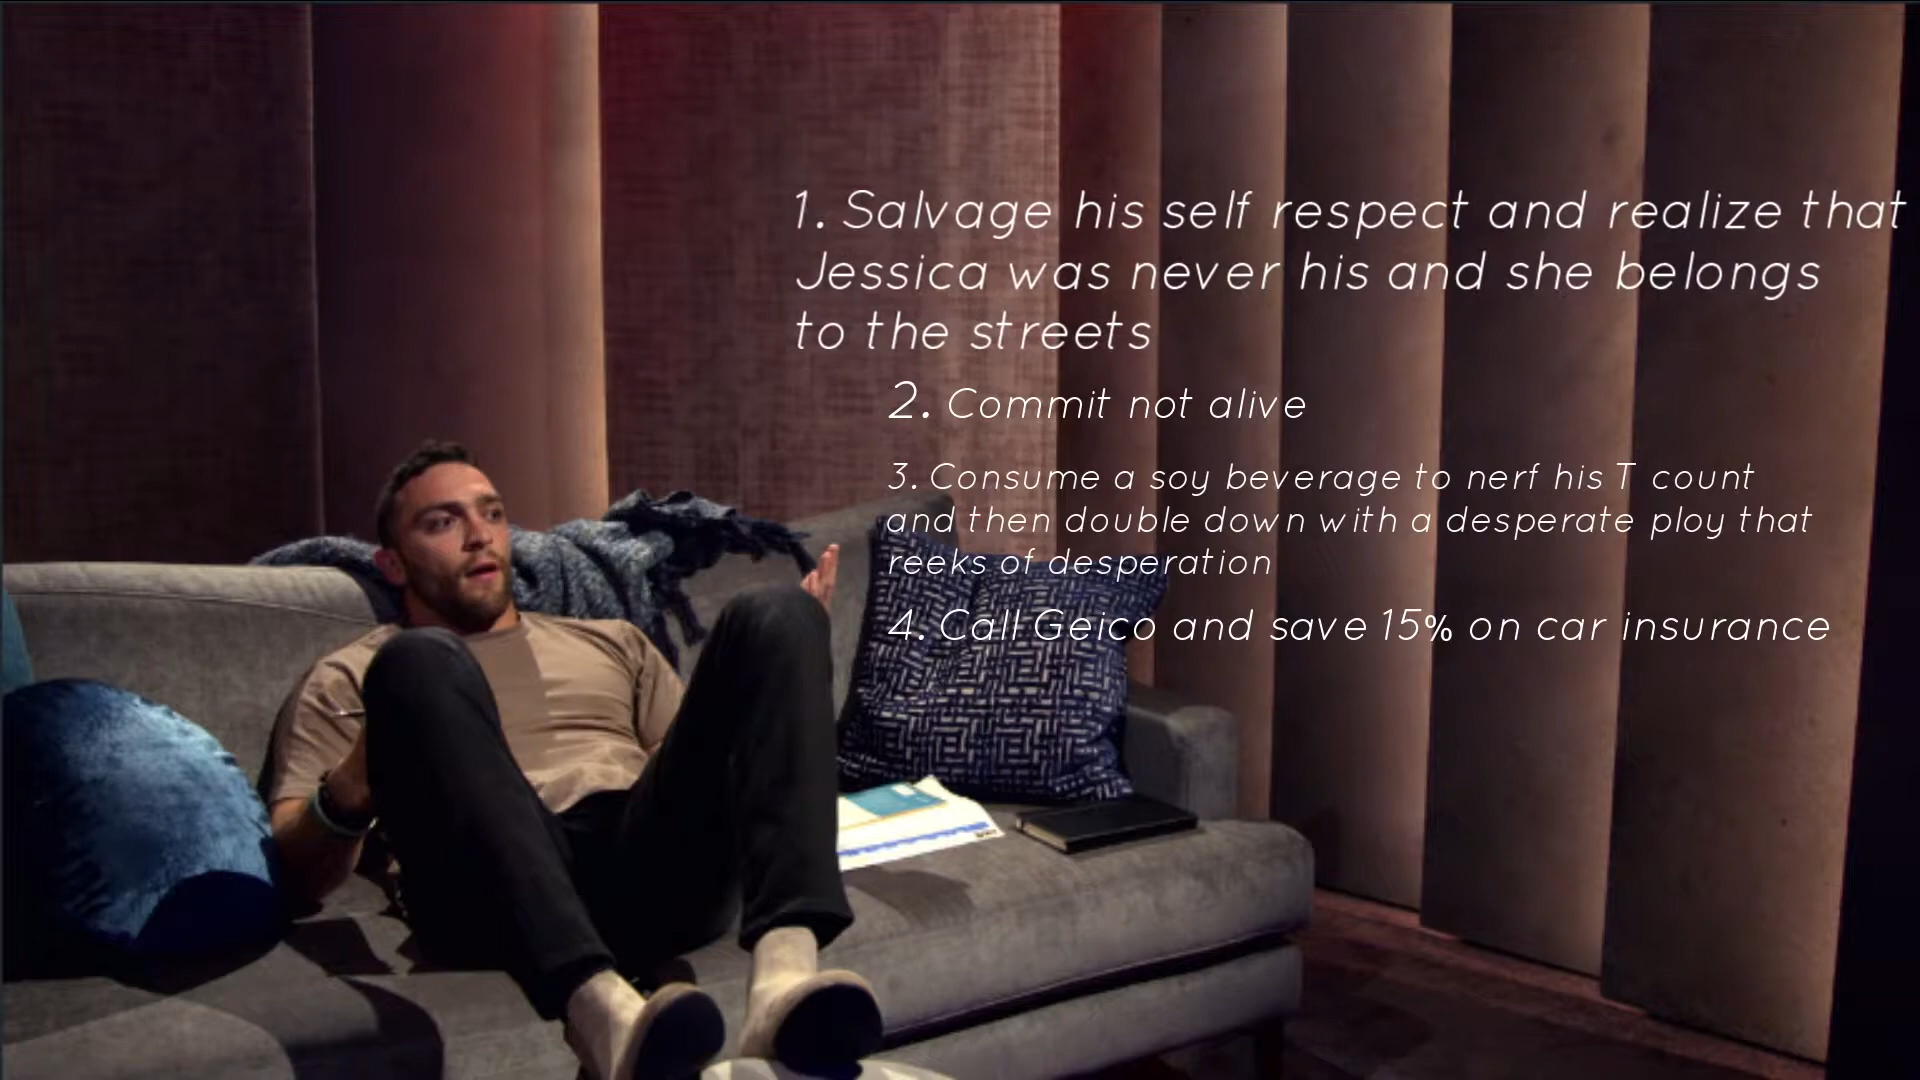 1. Salvage his self respect and realize that
Jessica was never his and she belongs
to the streets
2. Commit not alive
3. Consume a soy beverage to nerf his T count
and then double down with a desperate ploy that
reeks of desperation
4. Call Geico and save 15% on car insurance